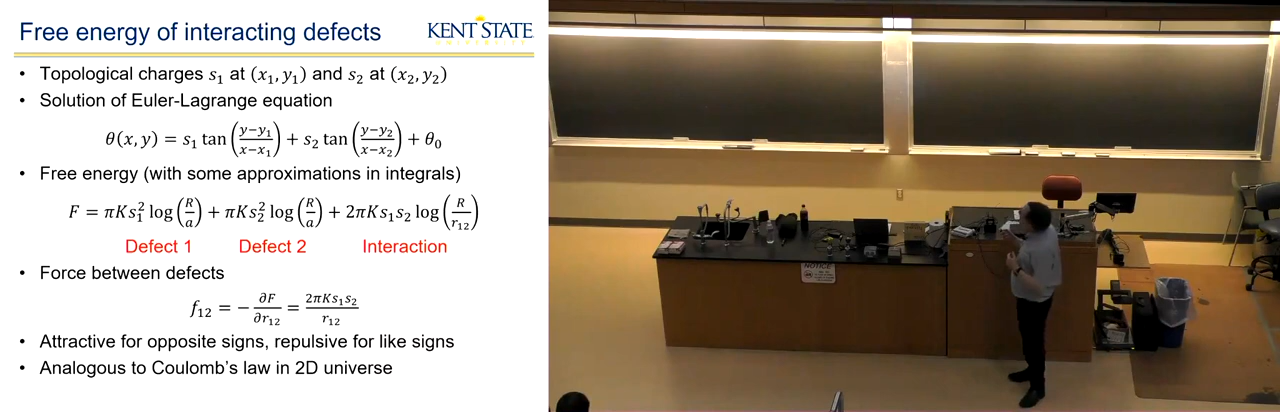 Free energy of interacting defects
KENT STATE
UNIVERSITY
• Topological charges s₁ at (x₁, y₁) and s₂ at (x₂, y₂)
• Solution of Euler-Lagrange equation
θ(x, y) = s₁ tan((y−y₁)/(x−x₁)) + s₂ tan((y−y₂)/(x−x₂)) + θ₀
• Free energy (with some approximations in integrals)
F = πKs₁² log(R/a) + πKs₂² log(R/a) + 2πKs₁s₂ log(R/r₁₂)
Defect 1 Defect 2 Interaction
• Force between defects
f₁₂ = −∂F/∂r₁₂ = 2πKs₁s₂/r₁₂
• Attractive for opposite signs, repulsive for like signs
• Analogous to Coulomb's law in 2D universe
NOTICE